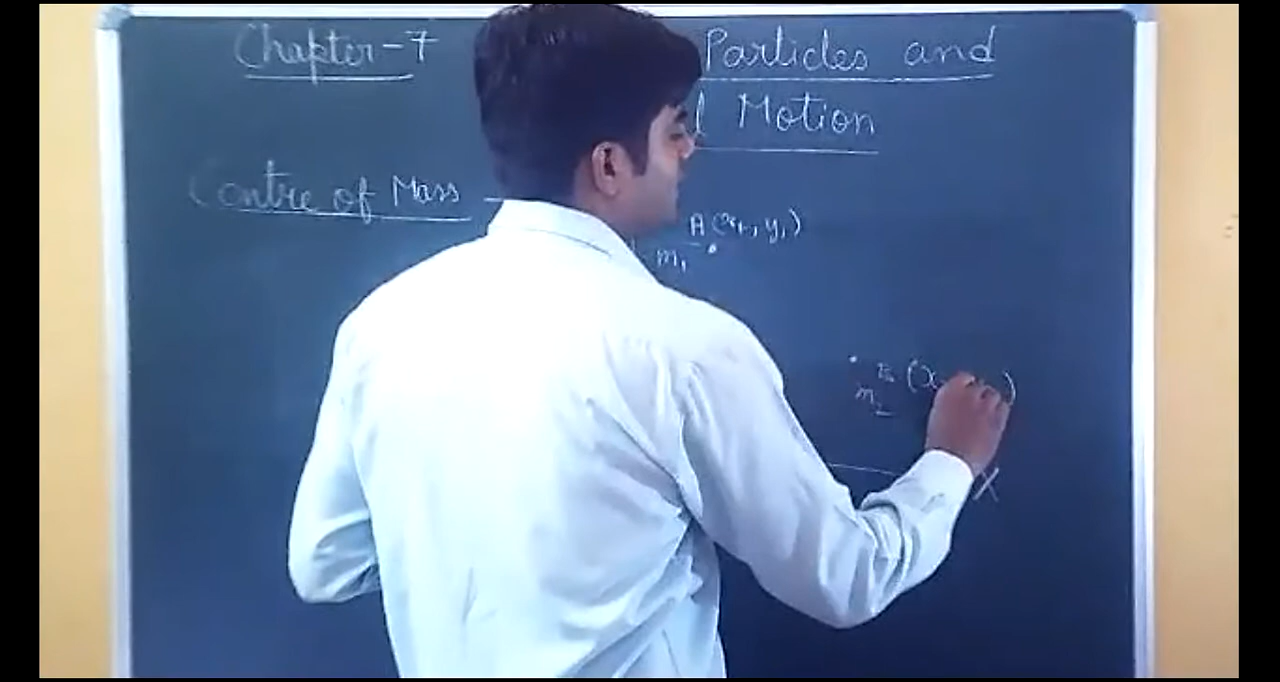 Chapter-7 Particles and
Motion
Centre of Mass –
A (x₁, y₁)
m₁
m₂
X